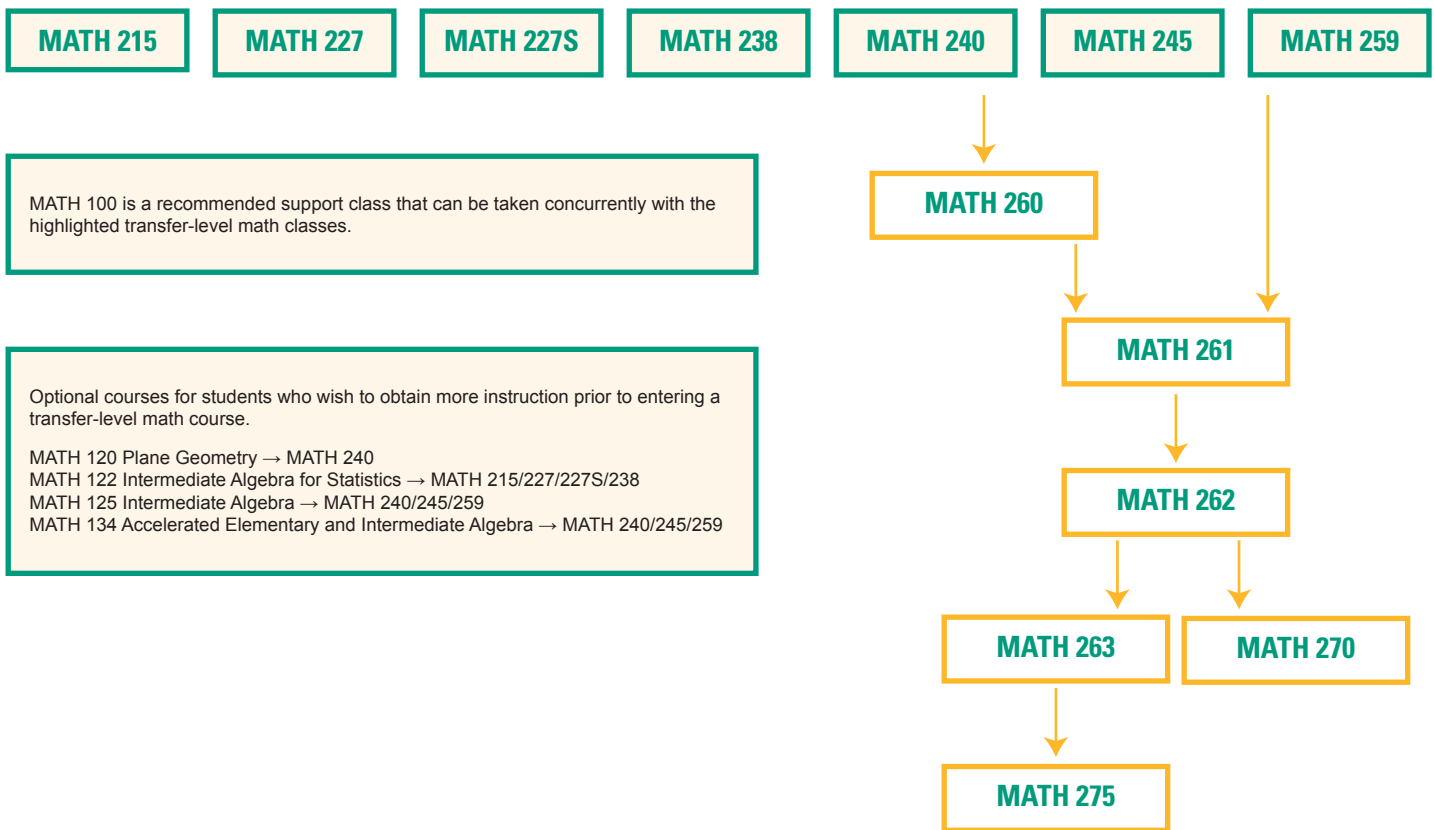 MATH 215
MATH 227
MATH 227S
MATH 238
MATH 240
MATH 245
MATH 259
MATH 100 is a recommended support class that can be taken concurrently with the
highlighted transfer-level math classes.
MATH 260
MATH 261
Optional courses for students who wish to obtain more instruction prior to entering a
transfer-level math course.
MATH 120 Plane Geometry → MATH 240
MATH 122 Intermediate Algebra for Statistics → MATH 215/227/227S/238
MATH 125 Intermediate Algebra → MATH 240/245/259
MATH 134 Accelerated Elementary and Intermediate Algebra → MATH 240/245/259
MATH 262
MATH 263
MATH 270
MATH 275